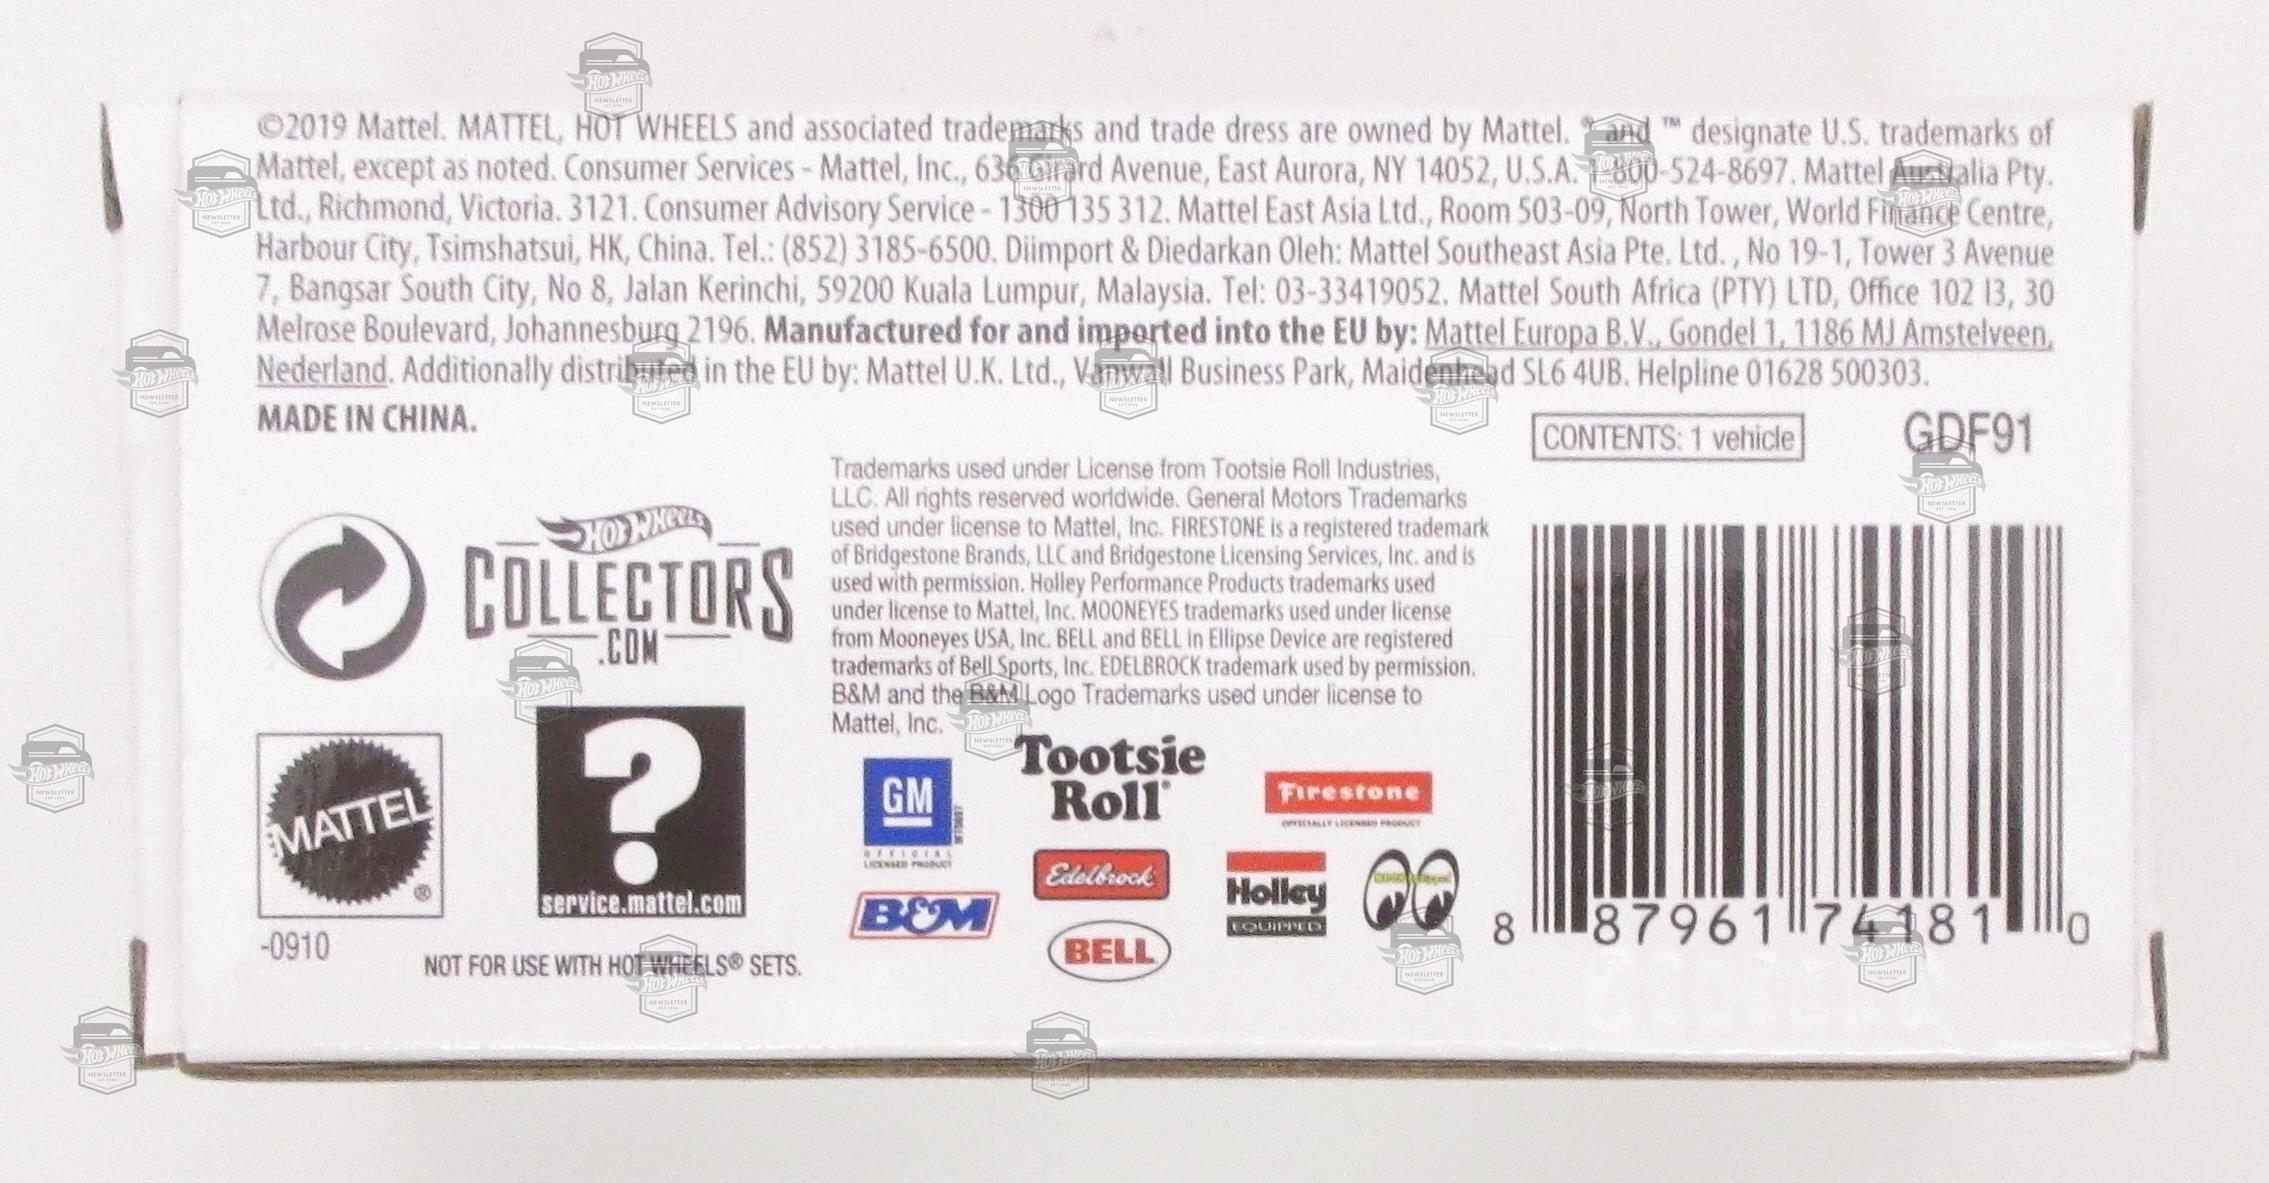 ©2019 Mattel. MATTEL, HOT WHEELS and associated trademarks and trade dress are owned by Mattel. ® and ™ designate U.S. trademarks of
Mattel, except as noted. Consumer Services - Mattel, Inc., 636 Girard Avenue, East Aurora, NY 14052, U.S.A. 1-800-524-8697. Mattel Australia Pty.
Ltd., Richmond, Victoria. 3121. Consumer Advisory Service - 1300 135 312. Mattel East Asia Ltd., Room 503-09, North Tower, World Finance Centre,
Harbour City, Tsimshatsui, HK, China. Tel.: (852) 3185-6500. Diimport & Diedarkan Oleh: Mattel Southeast Asia Pte. Ltd. , No 19-1, Tower 3 Avenue
7, Bangsar South City, No 8, Jalan Kerinchi, 59200 Kuala Lumpur, Malaysia. Tel: 03-33419052. Mattel South Africa (PTY) LTD, Office 102 I3, 30
Melrose Boulevard, Johannesburg 2196. Manufactured for and imported into the EU by: Mattel Europa B.V., Gondel 1, 1186 MJ Amstelveen,
Nederland. Additionally distributed in the EU by: Mattel U.K. Ltd., Vanwall Business Park, Maidenhead SL6 4UB. Helpline 01628 500303.
MADE IN CHINA.
CONTENTS: 1 vehicle
GDF91
HOT WHEELS
COLLECTORS
.COM
Trademarks used under License from Tootsie Roll Industries,
LLC. All rights reserved worldwide. General Motors Trademarks
used under license to Mattel, Inc. FIRESTONE is a registered trademark
of Bridgestone Brands, LLC and Bridgestone Licensing Services, Inc. and is
used with permission. Holley Performance Products trademarks used
under license to Mattel, Inc. MOONEYES trademarks used under license
from Mooneyes USA, Inc. BELL and BELL in Ellipse Device are registered
trademarks of Bell Sports, Inc. EDELBROCK trademark used by permission.
B&M and the B&M Logo Trademarks used under license to
Mattel, Inc.
MATTEL
®
-0910
?
service.mattel.com
NOT FOR USE WITH HOT WHEELS® SETS.
GM
OFFICIAL
LICENSED PRODUCT
Tootsie
Roll®
Firestone
OFFICIALLY LICENSED PRODUCT
B&M
Edelbrock
BELL
Holley
EQUIPPED
8 87961 74181 0
Hot Wheels
NEWSLETTER